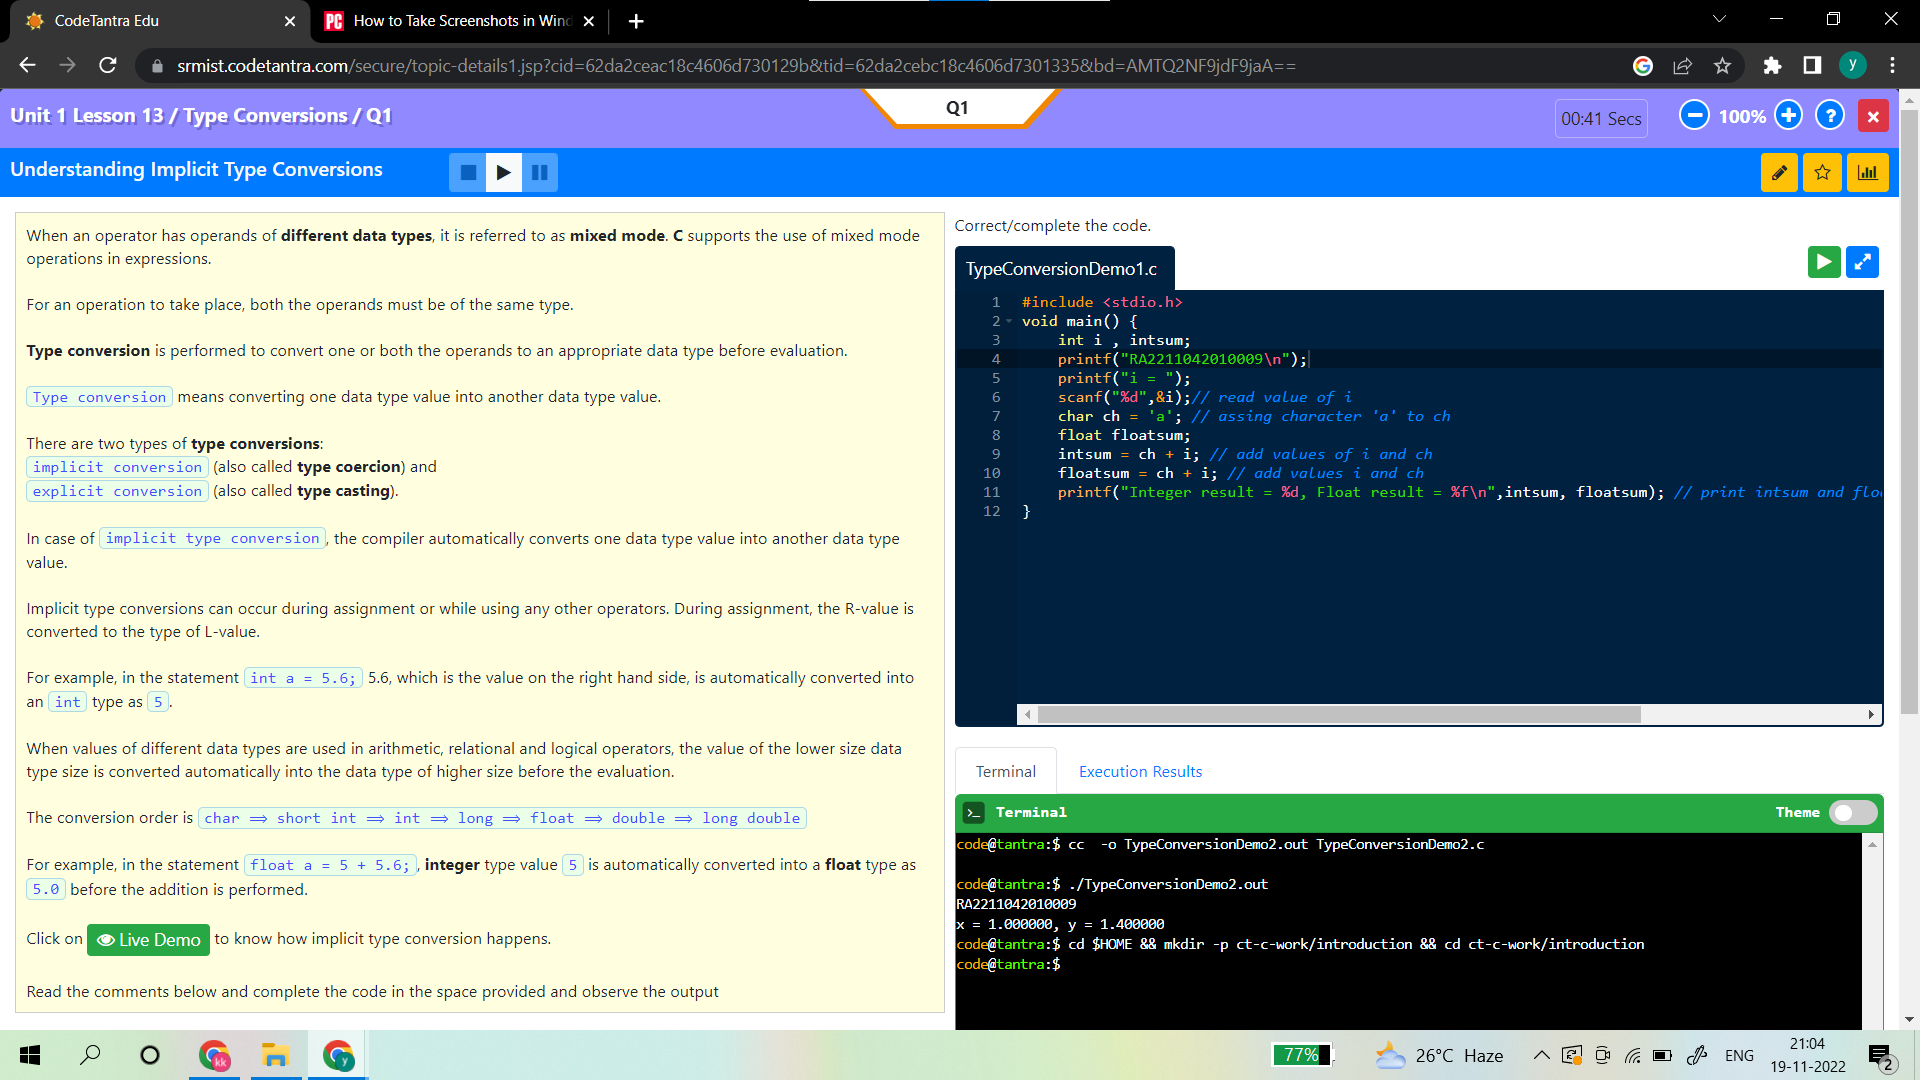 CodeTantra Edu
How to Take Screenshots in Wind
srmist.codetantra.com/secure/topic-details1.jsp?cid=62da2ceac18c4606d730129b&tid=62da2cebc18c4606d7301335&bd=AMTQ2NF9jdF9jaA==
y
Unit 1 Lesson 13 / Type Conversions / Q1
Q1
00:41 Secs
100%
Understanding Implicit Type Conversions
When an operator has operands of different data types, it is referred to as mixed mode. C supports the use of mixed mode
operations in expressions.
For an operation to take place, both the operands must be of the same type.
Type conversion is performed to convert one or both the operands to an appropriate data type before evaluation.
Type conversion means converting one data type value into another data type value.
There are two types of type conversions:
implicit conversion (also called type coercion) and
explicit conversion (also called type casting).
In case of implicit type conversion, the compiler automatically converts one data type value into another data type
value.
Implicit type conversions can occur during assignment or while using any other operators. During assignment, the R-value is
converted to the type of L-value.
For example, in the statement int a = 5.6; 5.6, which is the value on the right hand side, is automatically converted into
an int type as 5.
When values of different data types are used in arithmetic, relational and logical operators, the value of the lower size data
type size is converted automatically into the data type of higher size before the evaluation.
The conversion order is char ⟹ short int ⟹ int ⟹ long ⟹ float ⟹ double ⟹ long double
For example, in the statement float a = 5 + 5.6;, integer type value 5 is automatically converted into a float type as
5.0 before the addition is performed.
Click on Live Demo to know how implicit type conversion happens.
Read the comments below and complete the code in the space provided and observe the output
Correct/complete the code.
TypeConversionDemo1.c
1 #include <stdio.h>
2 void main() {
3 int i , intsum;
4 printf("RA2211042010009\n");
5 printf("i = ");
6 scanf("%d",&i);// read value of i
7 char ch = 'a'; // assing character 'a' to ch
8 float floatsum;
9 intsum = ch + i; // add values of i and ch
10 floatsum = ch + i; // add values i and ch
11 printf("Integer result = %d, Float result = %f\n",intsum, floatsum); // print intsum and flo
12 }
Terminal
Execution Results
Terminal
Theme
code@tantra:$ cc -o TypeConversionDemo2.out TypeConversionDemo2.c
code@tantra:$ ./TypeConversionDemo2.out
RA2211042010009
x = 1.000000, y = 1.400000
code@tantra:$ cd $HOME && mkdir -p ct-c-work/introduction && cd ct-c-work/introduction
code@tantra:$
kk
y
77%
26°C Haze
ENG
21:04
19-11-2022
2